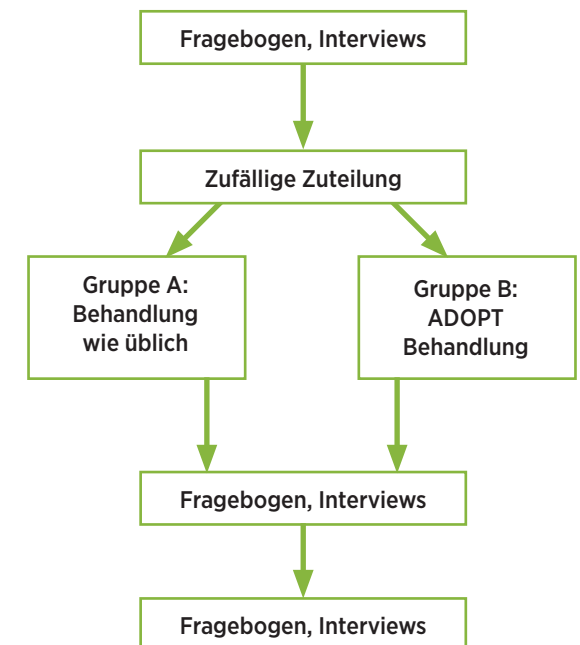 Fragebogen, Interviews
Zufällige Zuteilung
Gruppe A:
Behandlung
wie üblich
Gruppe B:
ADOPT
Behandlung
Fragebogen, Interviews
Fragebogen, Interviews